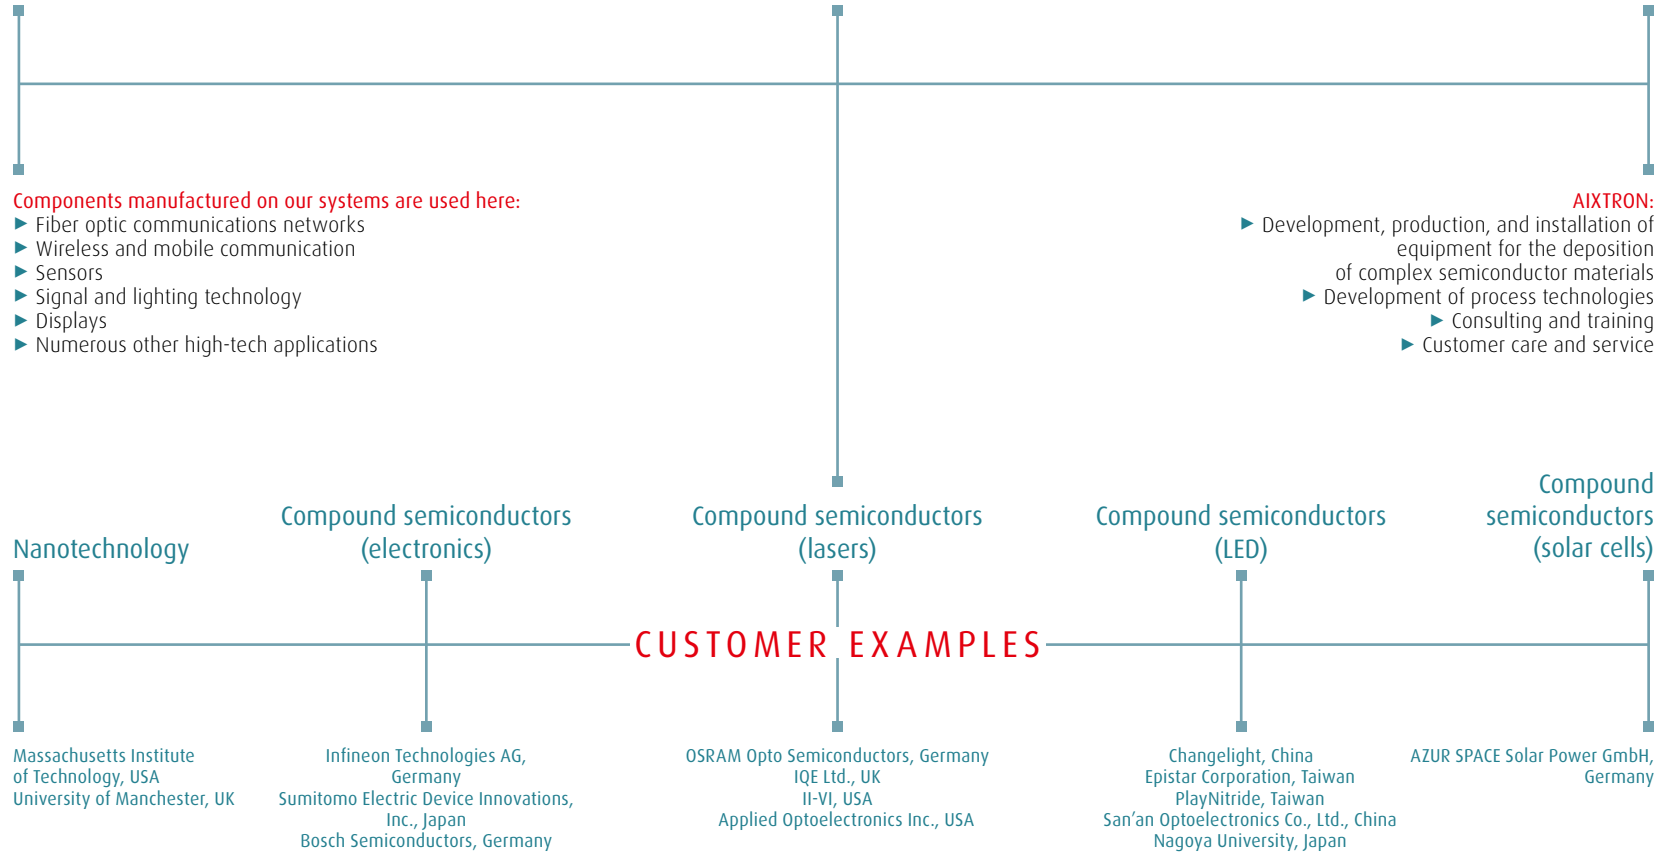 Components manufactured on our systems are used here:
► Fiber optic communications networks
► Wireless and mobile communication
► Sensors
► Signal and lighting technology
► Displays
► Numerous other high-tech applications
AIXTRON:
► Development, production, and installation of
equipment for the deposition
of complex semiconductor materials
► Development of process technologies
► Consulting and training
► Customer care and service
Nanotechnology
Compound semiconductors
(electronics)
Compound semiconductors
(lasers)
Compound semiconductors
(LED)
Compound
semiconductors
(solar cells)
CUSTOMER EXAMPLES
Massachusetts Institute
of Technology, USA
University of Manchester, UK
Infineon Technologies AG,
Germany
Sumitomo Electric Device Innovations,
Inc., Japan
Bosch Semiconductors, Germany
OSRAM Opto Semiconductors, Germany
IQE Ltd., UK
II-VI, USA
Applied Optoelectronics Inc., USA
Changelight, China
Epistar Corporation, Taiwan
PlayNitride, Taiwan
San’an Optoelectronics Co., Ltd., China
Nagoya University, Japan
AZUR SPACE Solar Power GmbH,
Germany